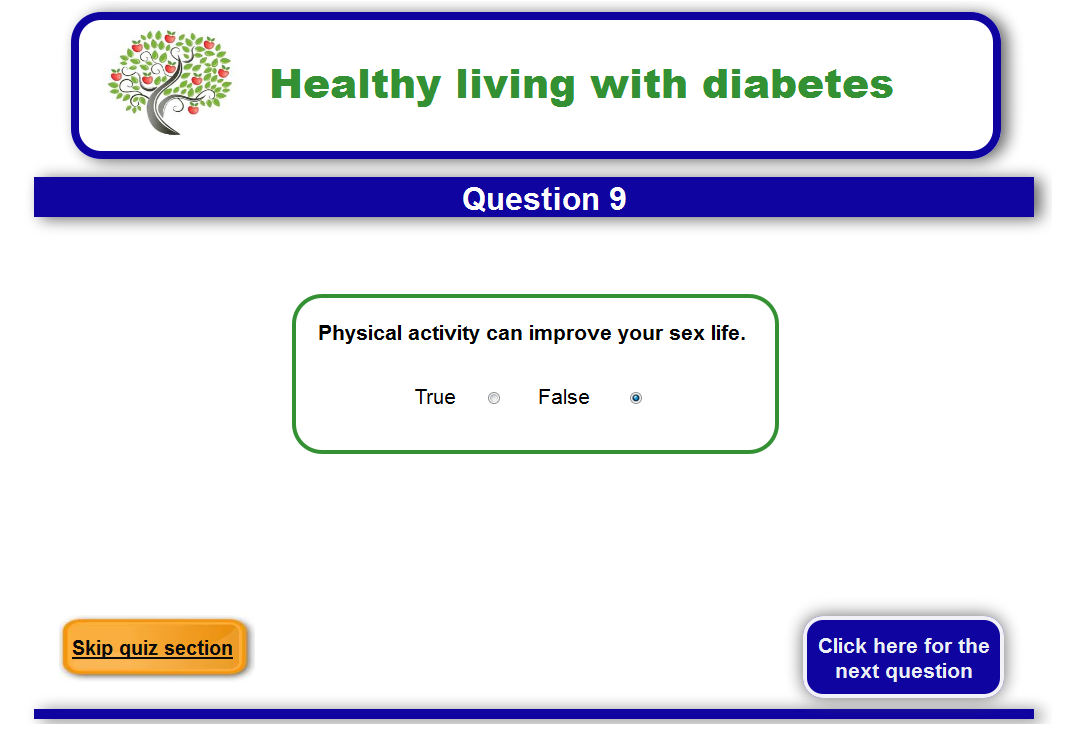 Healthy living with diabetes
Question 9
Physical activity can improve your sex life.
True False
Skip quiz section
Click here for the
next question